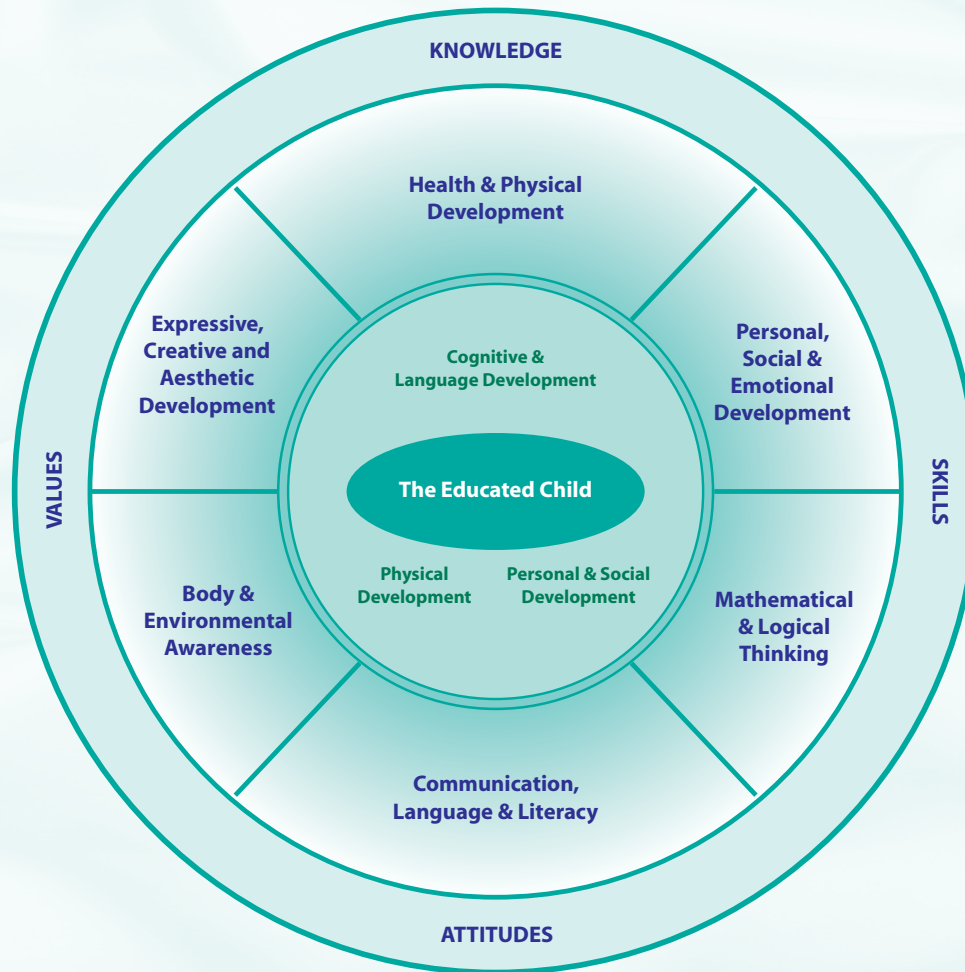 KNOWLEDGE
Health & Physical
Development
Expressive,
Creative and
Aesthetic
Development
Personal,
Social &
Emotional
Development
Cognitive &
Language Development
VALUES
The Educated Child
SKILLS
Physical
Development
Personal & Social
Development
Body &
Environmental
Awareness
Mathematical
& Logical
Thinking
Communication,
Language & Literacy
ATTITUDES